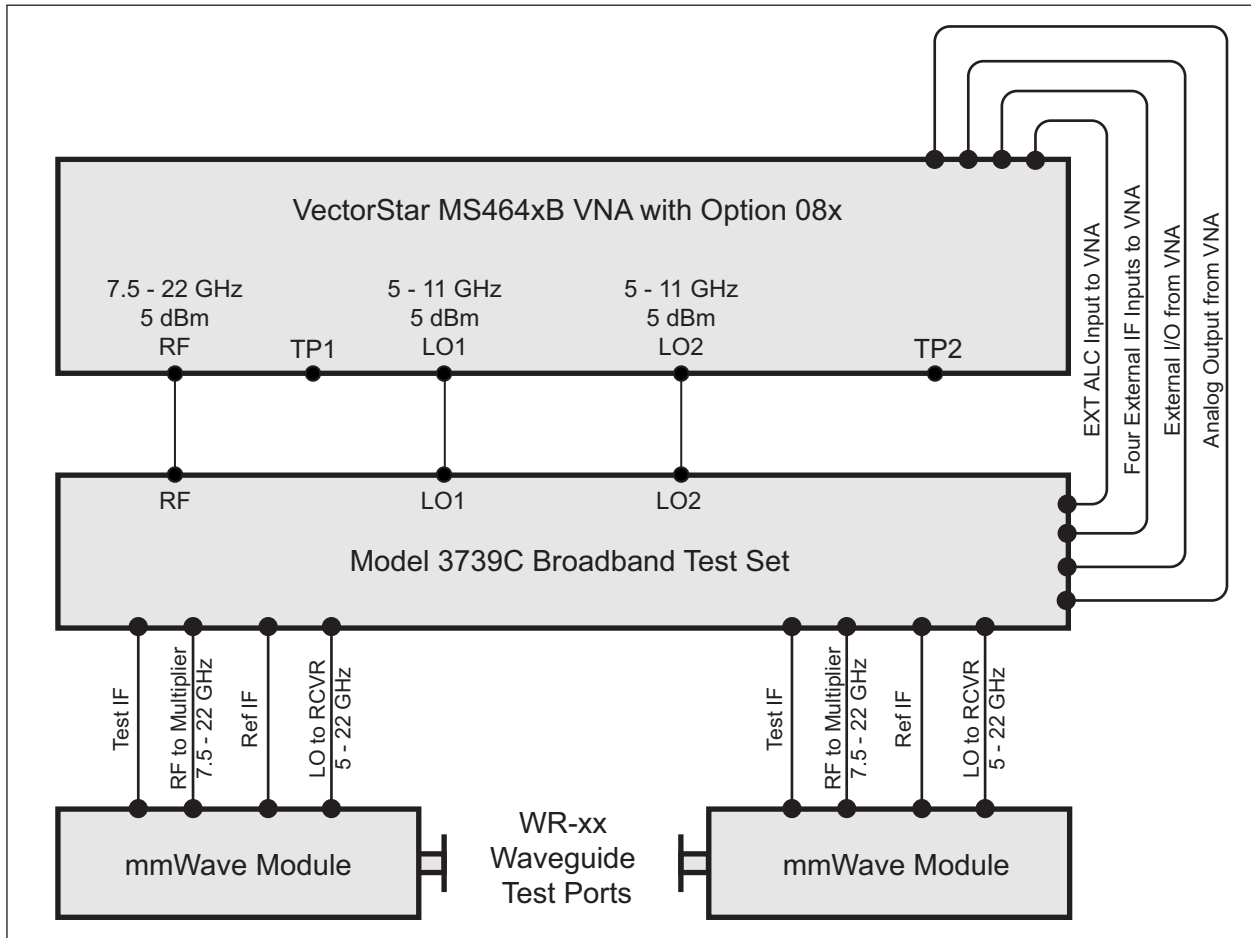 VectorStar MS464xB VNA with Option 08x
7.5 - 22 GHz
5 dBm
RF
TP1
5 - 11 GHz
5 dBm
LO1
5 - 11 GHz
5 dBm
LO2
TP2
EXT ALC Input to VNA
Four External IF Inputs to VNA
External I/O from VNA
Analog Output from VNA
RF
LO1
LO2
Model 3739C Broadband Test Set
Test IF
RF to Multiplier
7.5 - 22 GHz
Ref IF
LO to RCVR
5 - 22 GHz
Test IF
RF to Multiplier
7.5 - 22 GHz
Ref IF
LO to RCVR
5 - 22 GHz
mmWave Module
WR-xx
Waveguide
Test Ports
mmWave Module